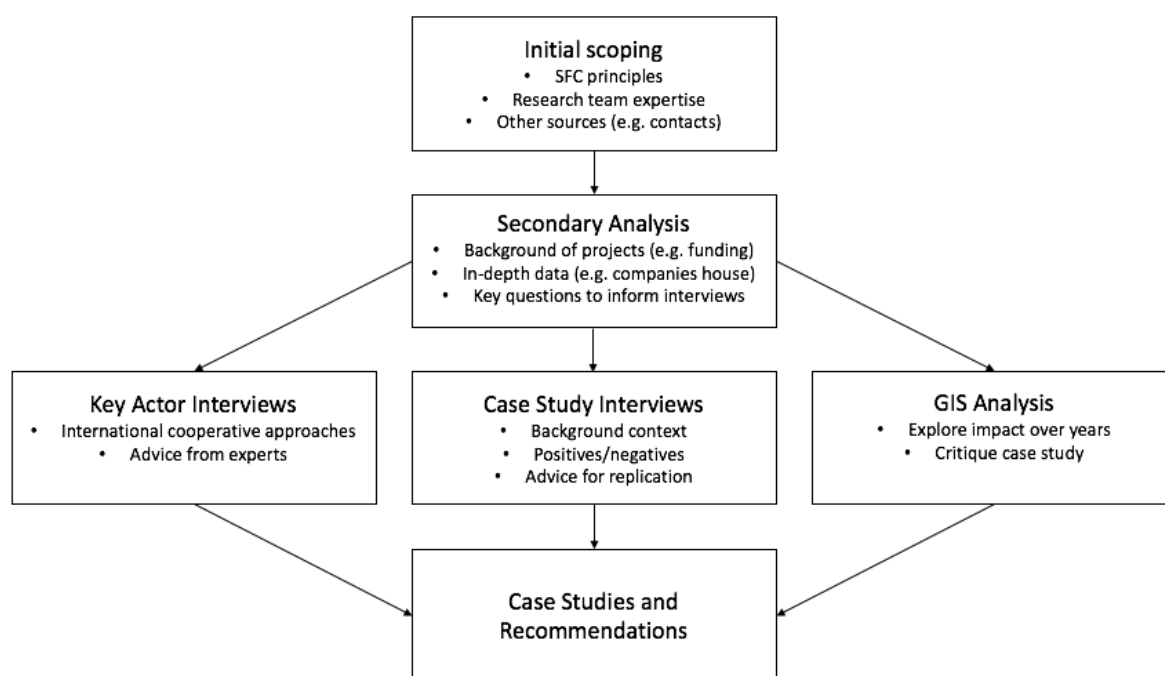 Initial scoping
• SFC principles
• Research team expertise
• Other sources (e.g. contacts)
Secondary Analysis
• Background of projects (e.g. funding)
• In-depth data (e.g. companies house)
• Key questions to inform interviews
Key Actor Interviews
• International cooperative approaches
• Advice from experts
Case Study Interviews
• Background context
• Positives/negatives
• Advice for replication
GIS Analysis
• Explore impact over years
• Critique case study
Case Studies and
Recommendations